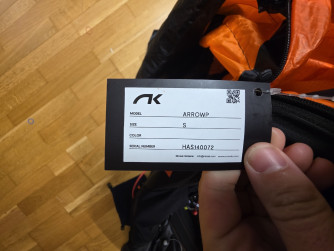 MODEL ARROWP
SIZE S
COLOR
SERIAL NUMBER HAS140072